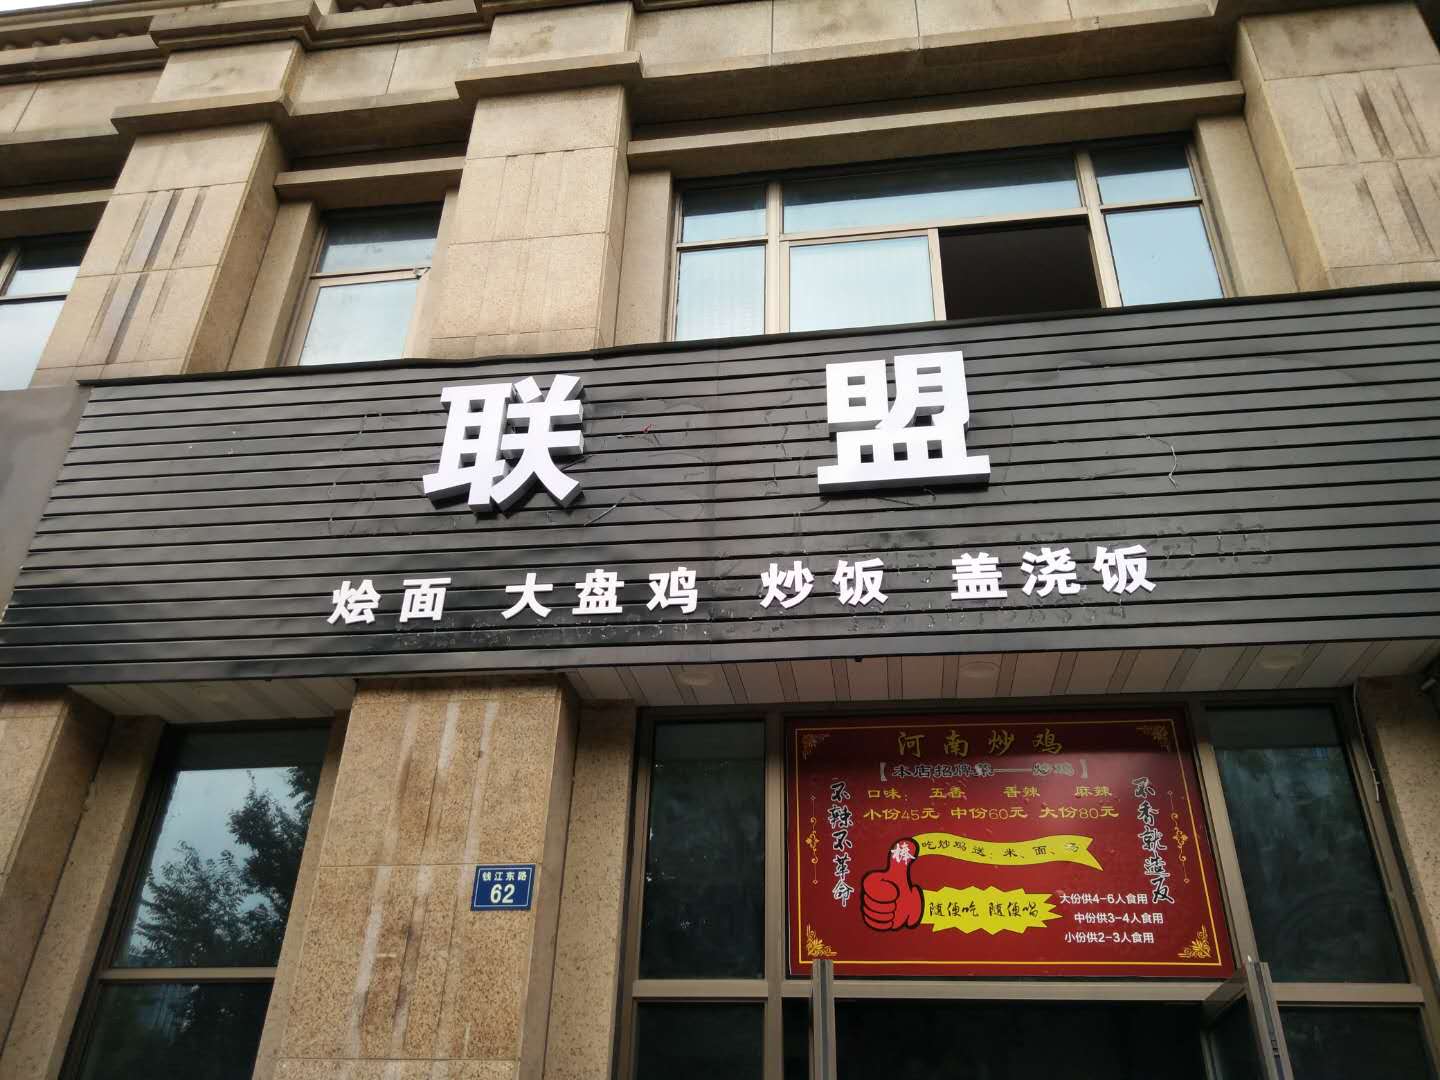 联盟
烩面 大盘鸡 炒饭 盖浇饭
河南炒鸡
【本店招牌菜——炒鸡】
口味: 五香 香辣 麻辣
小份45元 中份60元 大份80元
不辣不革命
不香就造反
棒
吃炒鸡送:米、面、汤
随便吃 随便喝
大份供4-6人食用
中份供3-4人食用
小份供2-3人食用
钱江东路
62